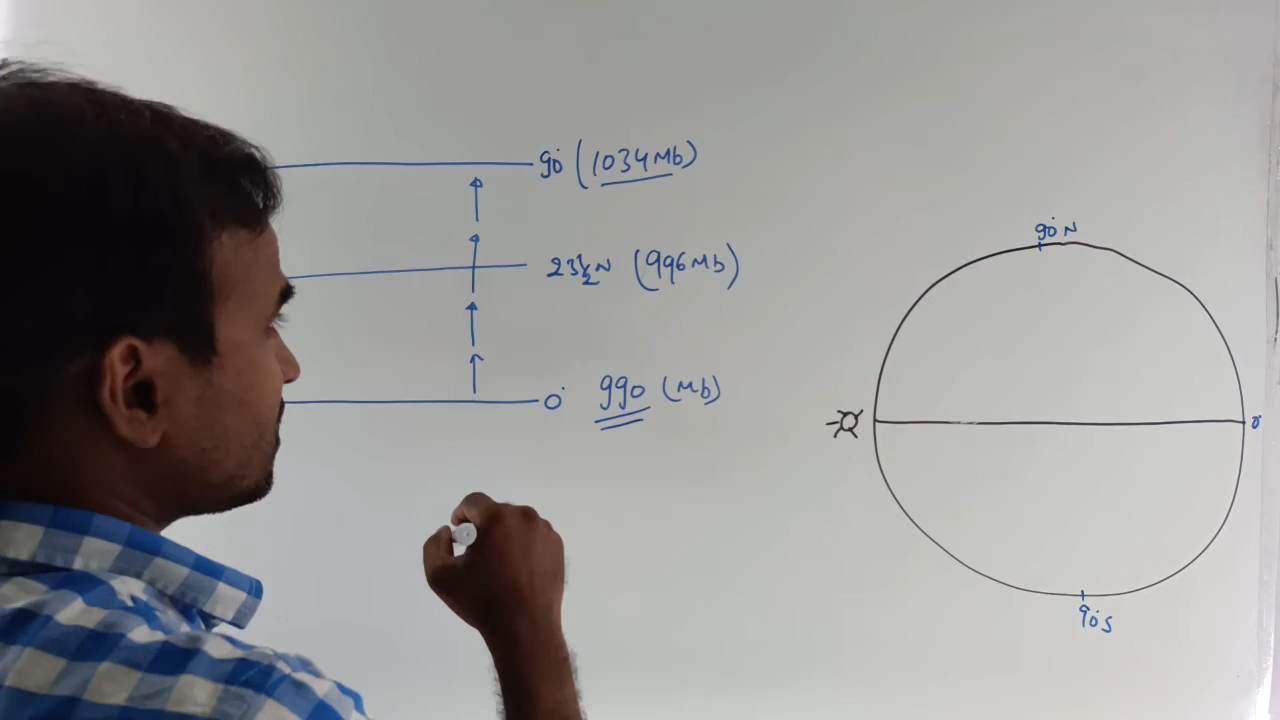 90° (1034 Mb)
23½ N (996 Mb)
0° 990 (Mb)
90° N
0°
90° S